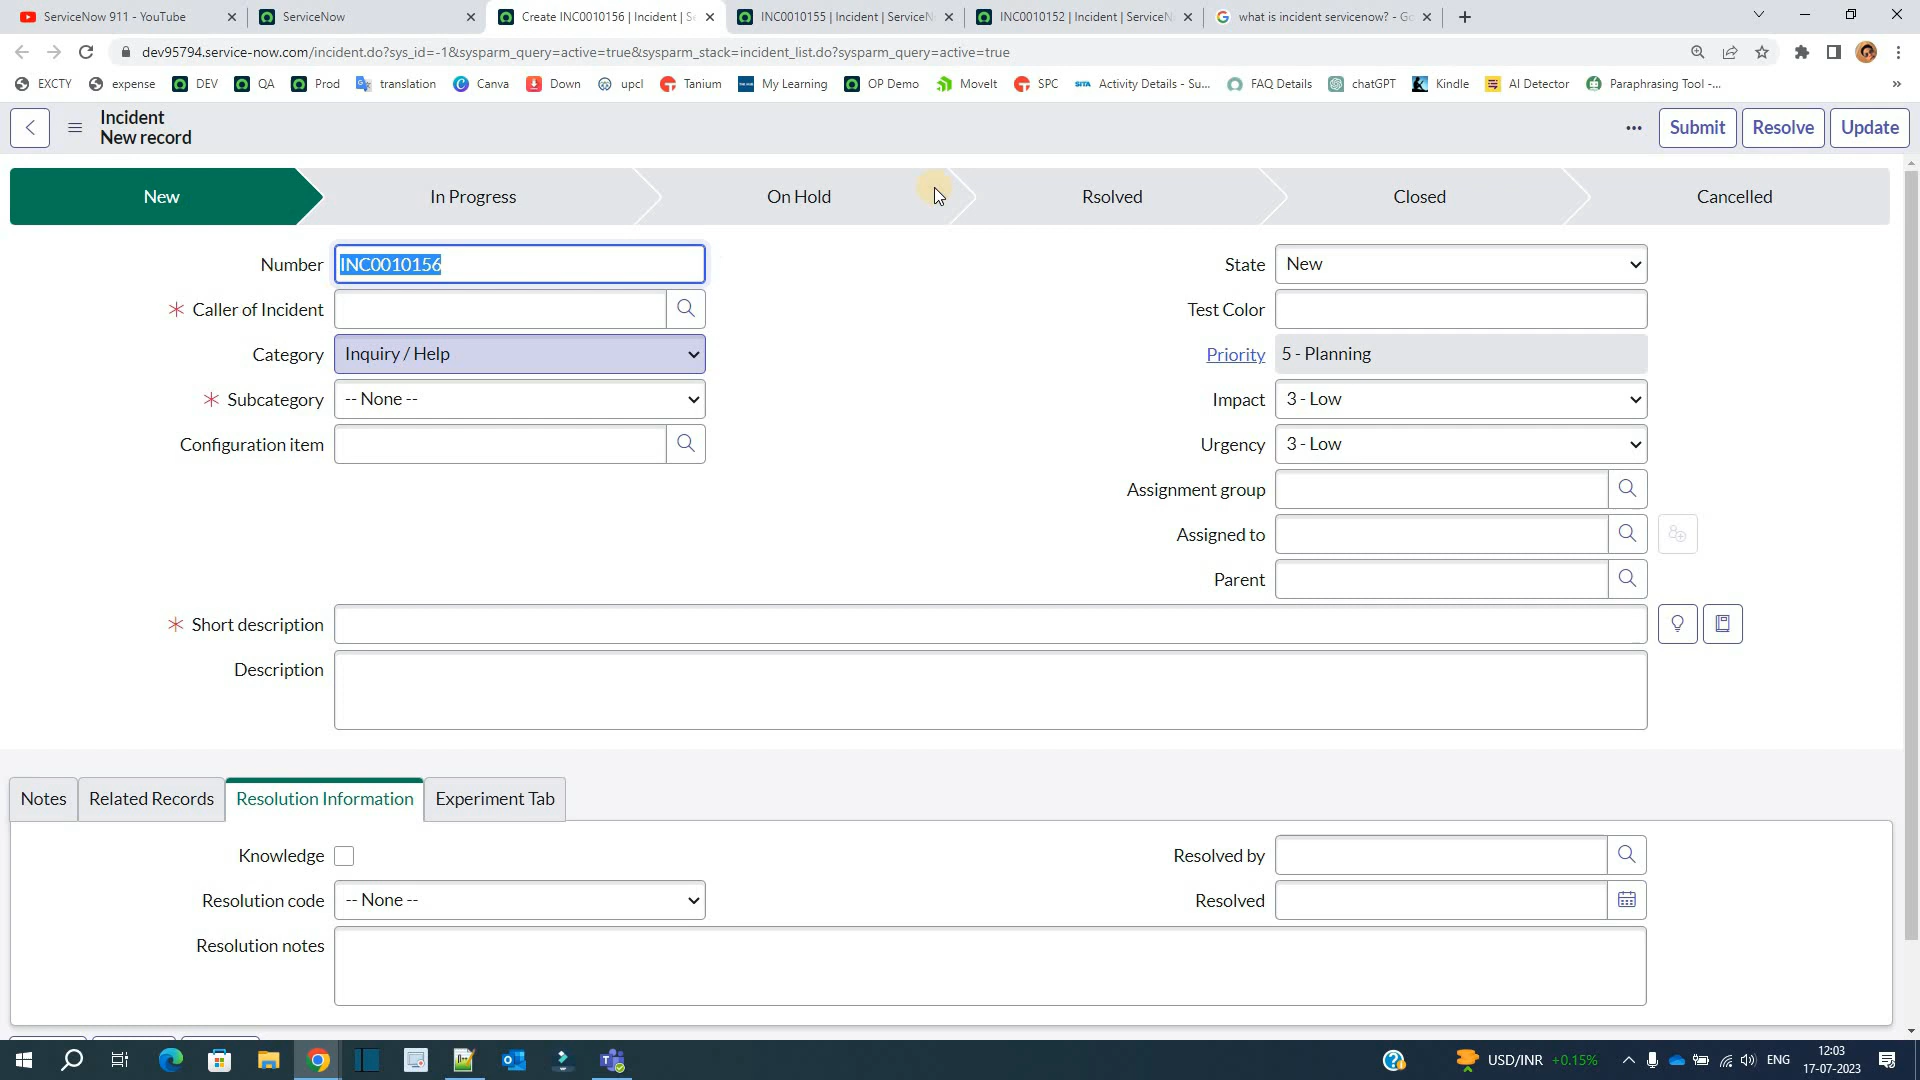 ServiceNow 911 - YouTube
ServiceNow
Create INC0010156 | Incident | Se
INC0010155 | Incident | ServiceN
INC0010152 | Incident | ServiceN
what is incident servicenow? - Go
dev95794.service-now.com/incident.do?sys_id=-1&sysparm_query=active=true&sysparm_stack=incident_list.do?sysparm_query=active=true
EXCTY
expense
DEV
QA
Prod
translation
Canva
Down
upcl
Tanium
My Learning
OP Demo
MoveIt
SPC
SITA
Activity Details - Su...
FAQ Details
chatGPT
Kindle
AI Detector
Paraphrasing Tool -...
Incident
New record
Submit
Resolve
Update
New
In Progress
On Hold
Rsolved
Closed
Cancelled
Number
INC0010156
State
New
Caller of Incident
Test Color
Category
Inquiry / Help
Priority
5 - Planning
Subcategory
-- None --
Impact
3 - Low
Configuration item
Urgency
3 - Low
Assignment group
Assigned to
Parent
Short description
Description
Notes
Related Records
Resolution Information
Experiment Tab
Knowledge
Resolved by
Resolution code
-- None --
Resolved
Resolution notes
USD/INR +0.15%
ENG
12:03
17-07-2023